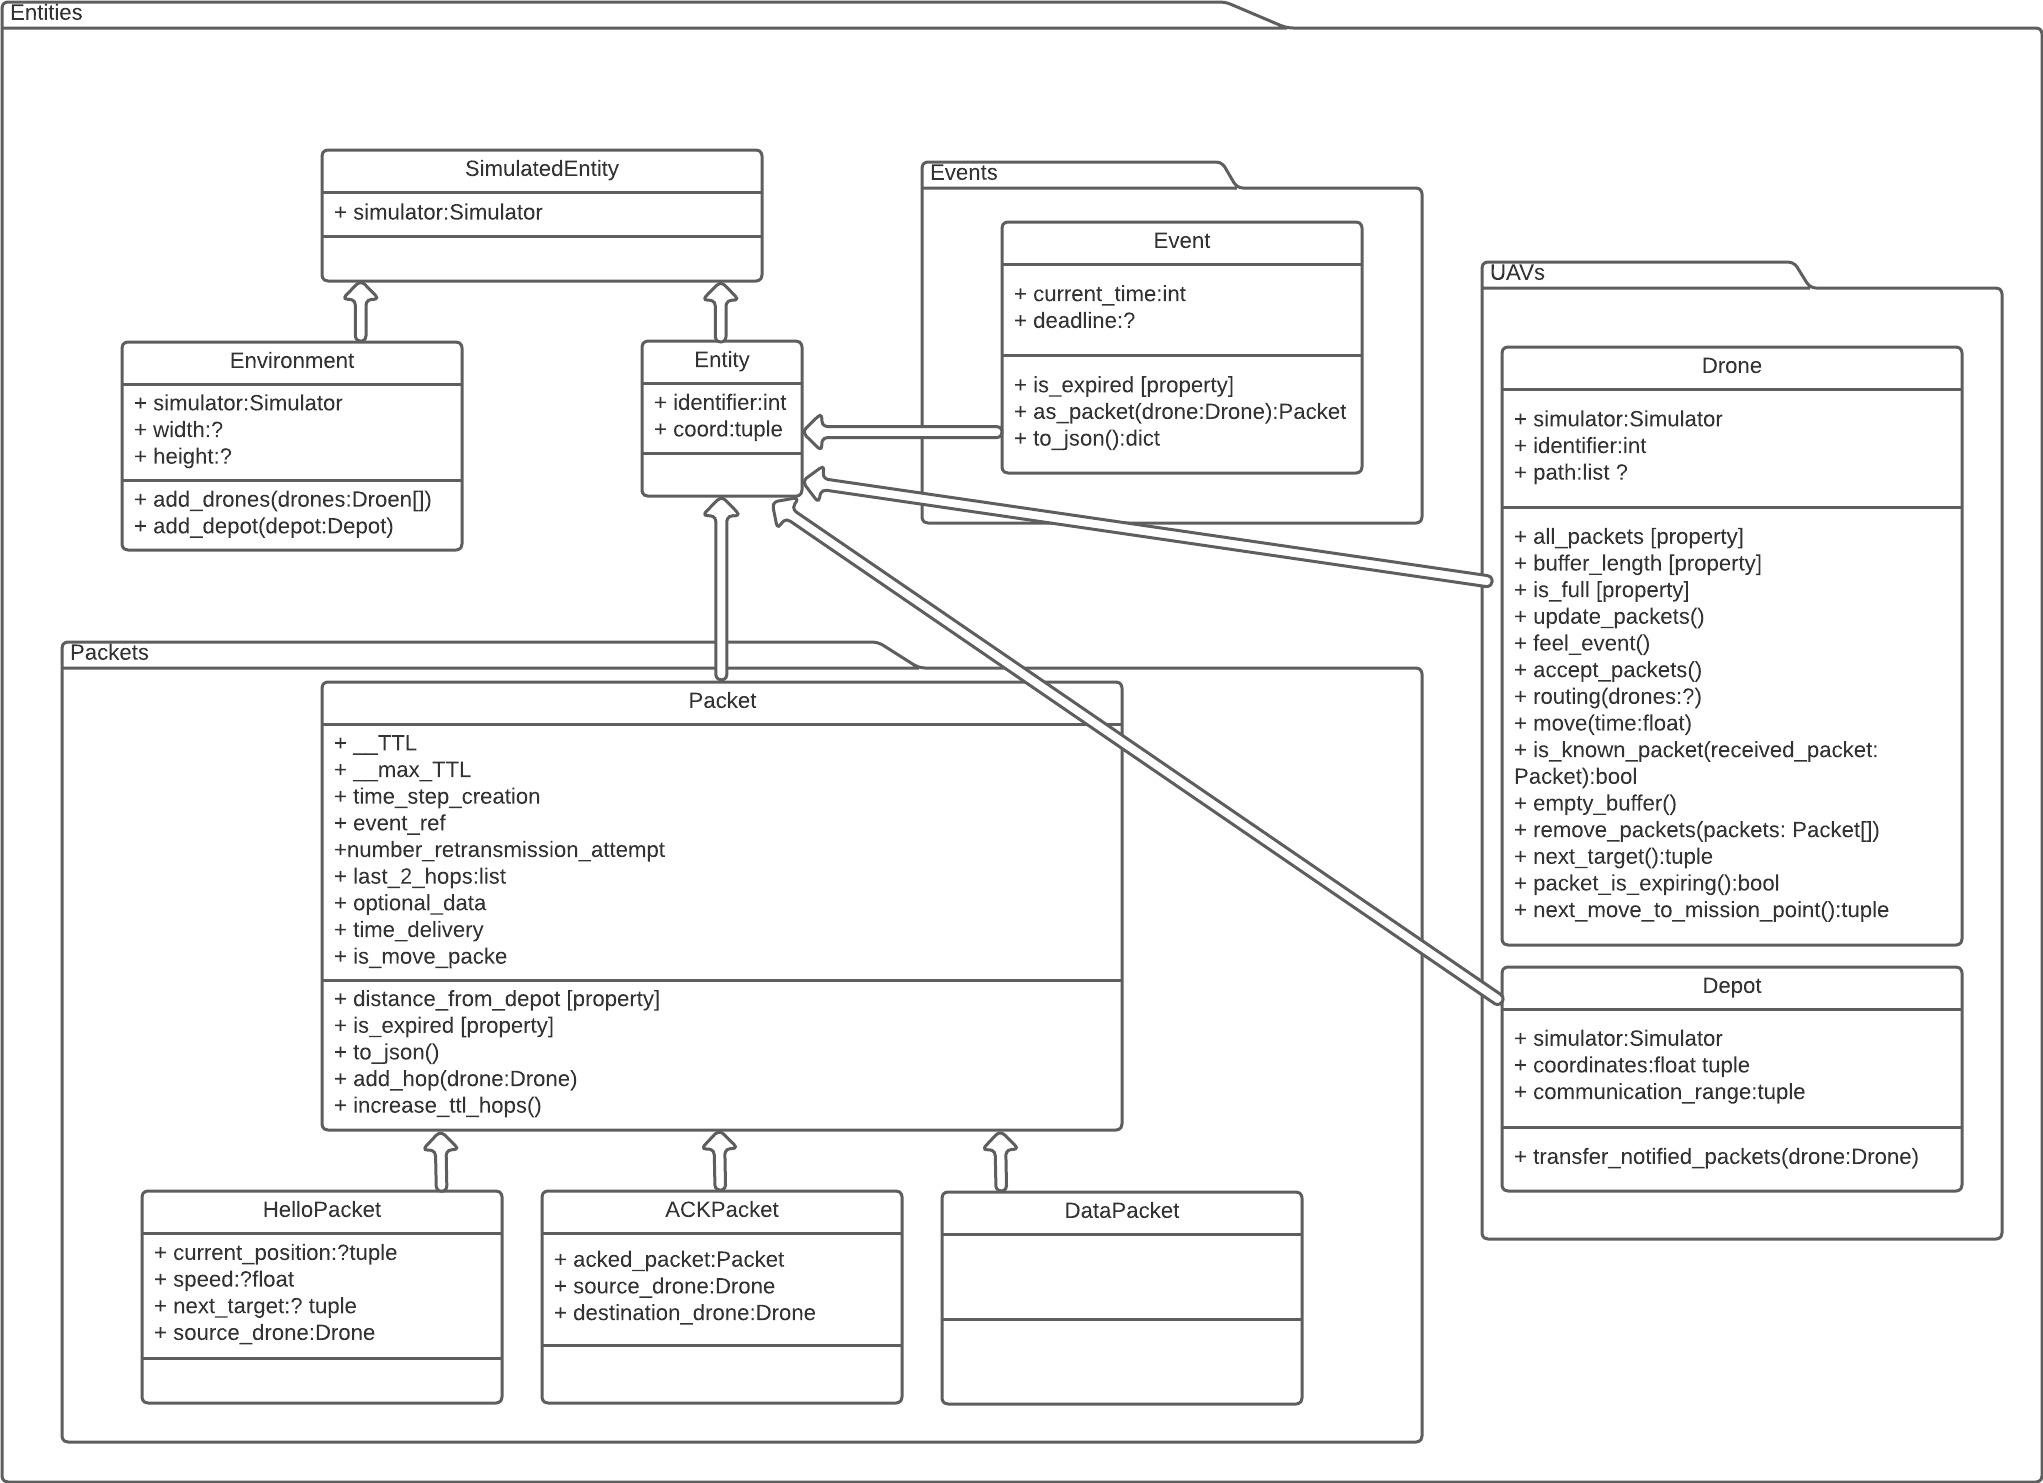 Entities
SimulatedEntity
+ simulator:Simulator
Environment
+ simulator:Simulator
+ width:?
+ height:?
+ add_drones(drones:Droen[])
+ add_depot(depot:Depot)
Entity
+ identifier:int
+ coord:tuple
Events
Event
+ current_time:int
+ deadline:?
+ is_expired [property]
+ as_packet(drone:Drone):Packet
+ to_json():dict
UAVs
Drone
+ simulator:Simulator
+ identifier:int
+ path:list ?
+ all_packets [property]
+ buffer_length [property]
+ is_full [property]
+ update_packets()
+ feel_event()
+ accept_packets()
+ routing(drones:?)
+ move(time:float)
+ is_known_packet(received_packet:
Packet):bool
+ empty_buffer()
+ remove_packets(packets: Packet[])
+ next_target():tuple
+ packet_is_expiring():bool
+ next_move_to_mission_point():tuple
Depot
+ simulator:Simulator
+ coordinates:float tuple
+ communication_range:tuple
+ transfer_notified_packets(drone:Drone)
Packets
Packet
+ __TTL
+ __max_TTL
+ time_step_creation
+ event_ref
+number_retransmission_attempt
+ last_2_hops:list
+ optional_data
+ time_delivery
+ is_move_packe
+ distance_from_depot [property]
+ is_expired [property]
+ to_json()
+ add_hop(drone:Drone)
+ increase_ttl_hops()
HelloPacket
+ current_position:?tuple
+ speed:?float
+ next_target:? tuple
+ source_drone:Drone
ACKPacket
+ acked_packet:Packet
+ source_drone:Drone
+ destination_drone:Drone
DataPacket